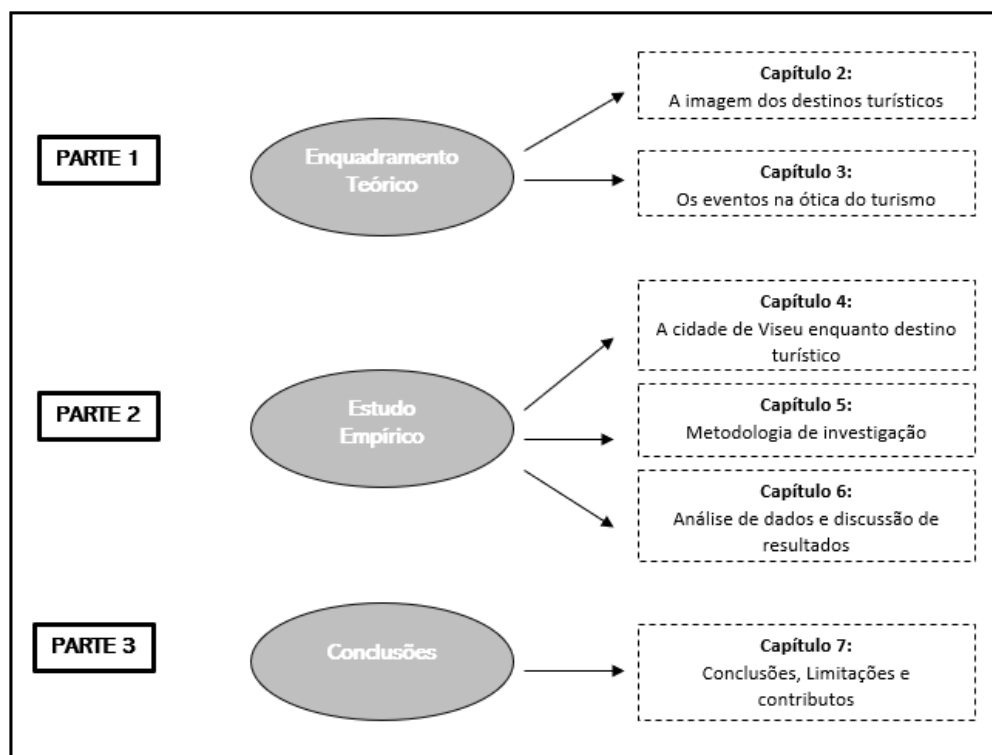 PARTE 1
Enquadramento
Teórico
Capítulo 2:
A imagem dos destinos turísticos
Capítulo 3:
Os eventos na ótica do turismo
PARTE 2
Estudo
Empírico
Capítulo 4:
A cidade de Viseu enquanto destino
turístico
Capítulo 5:
Metodologia de investigação
Capítulo 6:
Análise de dados e discussão de
resultados
PARTE 3
Conclusões
Capítulo 7:
Conclusões, Limitações e
contributos